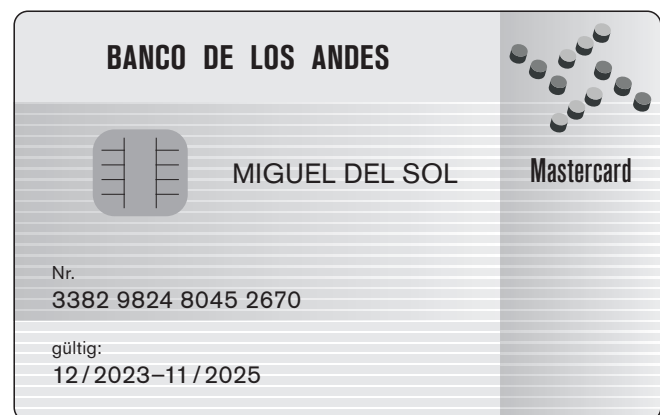 BANCO DE LOS ANDES
MIGUEL DEL SOL
Mastercard
Nr.
3382 9824 8045 2670
gültig:
12/2023–11/2025